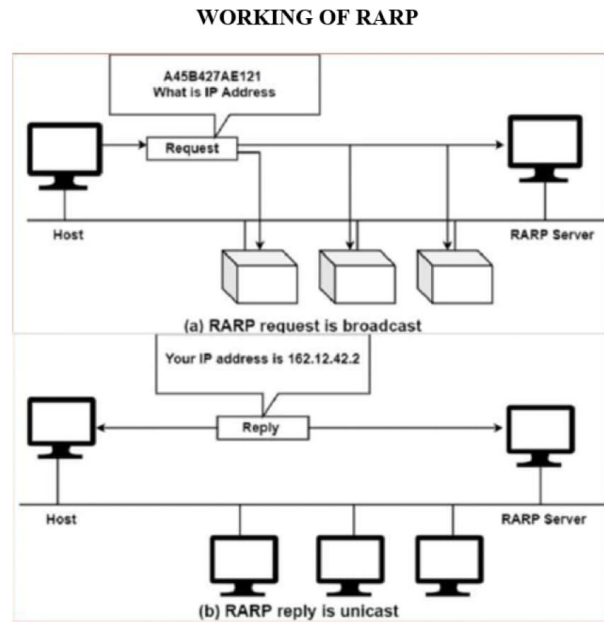 WORKING OF RARP
A45B427AE121
What is IP Address
Request
Host
RARP Server
(a) RARP request is broadcast
Your IP address is 162.12.42.2
Reply
Host
RARP Server
(b) RARP reply is unicast